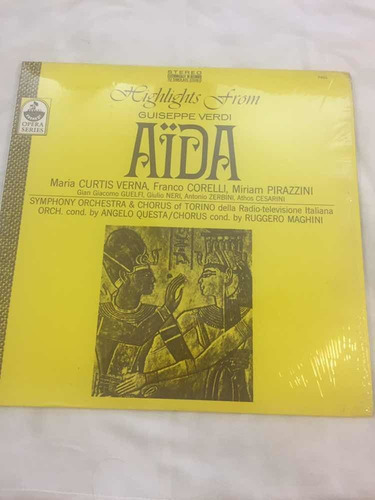 STEREO
Highlights From
GIUSEPPE VERDI
AÏDA
OPERA SERIES
Maria CURTIS VERNA, Franco CORELLI, Miriam PIRAZZINI
Gian Giacomo GUELFI, Giulio NERI, Antonio ZERBINI, Athos CESARINI
SYMPHONY ORCHESTRA & CHORUS of TORINO della Radio-televisione Italiana
ORCH. cond. by ANGELO QUESTA/CHORUS cond. by RUGGERO MAGHINI